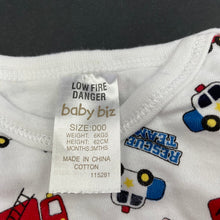 LOW FIRE
DANGER
baby biz
SIZE:000
WEIGHT: 6KGS
HEIGHT: 62CM
MONTHS:3MTHS
MADE IN CHINA
COTTON
115281
RESCUE
TEAM